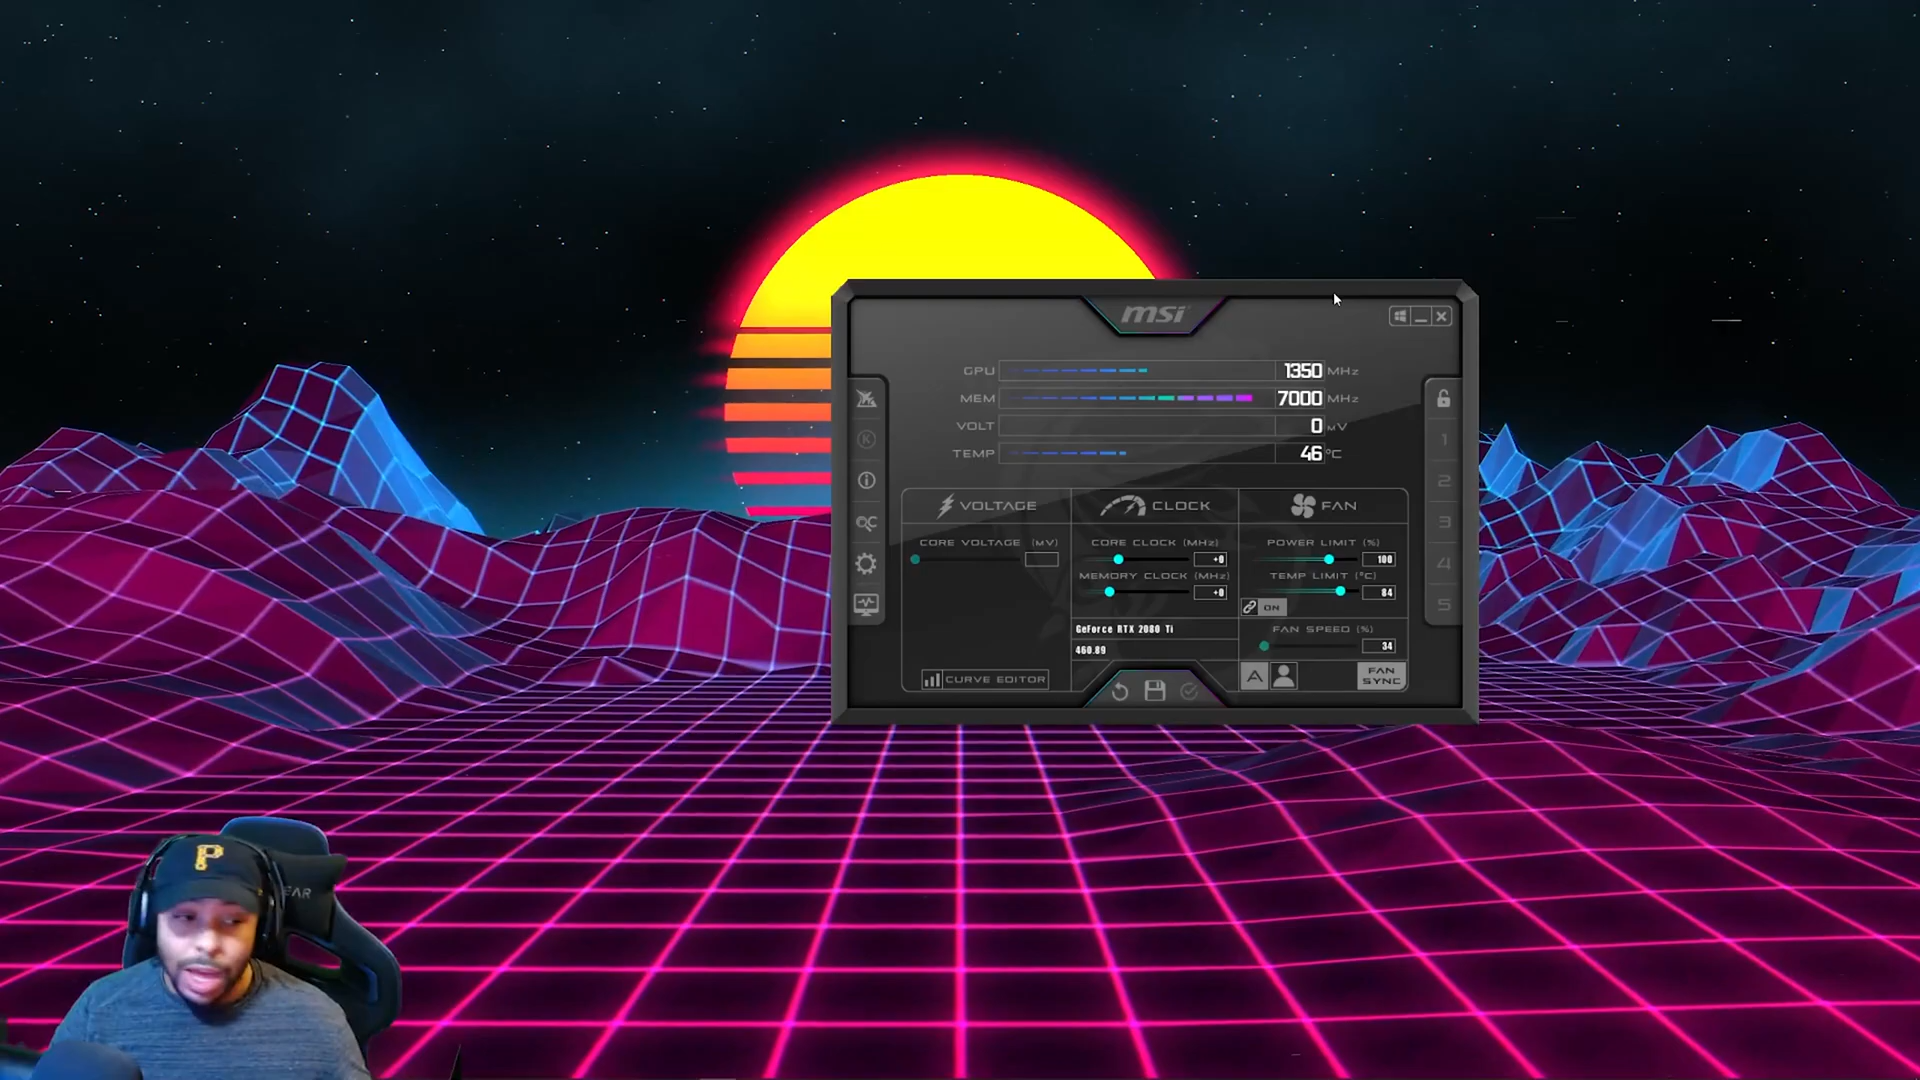 msi
GPU 1350 MHz
MEM 7000 MHz
VOLT 0 MV
TEMP 46 °C
K
1
OC
2
3
4
5
VOLTAGE CLOCK FAN
CORE VOLTAGE (MV) CORE CLOCK (MHz) +0 POWER LIMIT (%) 100
MEMORY CLOCK (MHz) +0 TEMP LIMIT (°C) 84
ON
GeForce RTX 2080 Ti
460.89
FAN SPEED (%) 34
CURVE EDITOR
A
FAN
SYNC
P
EAR